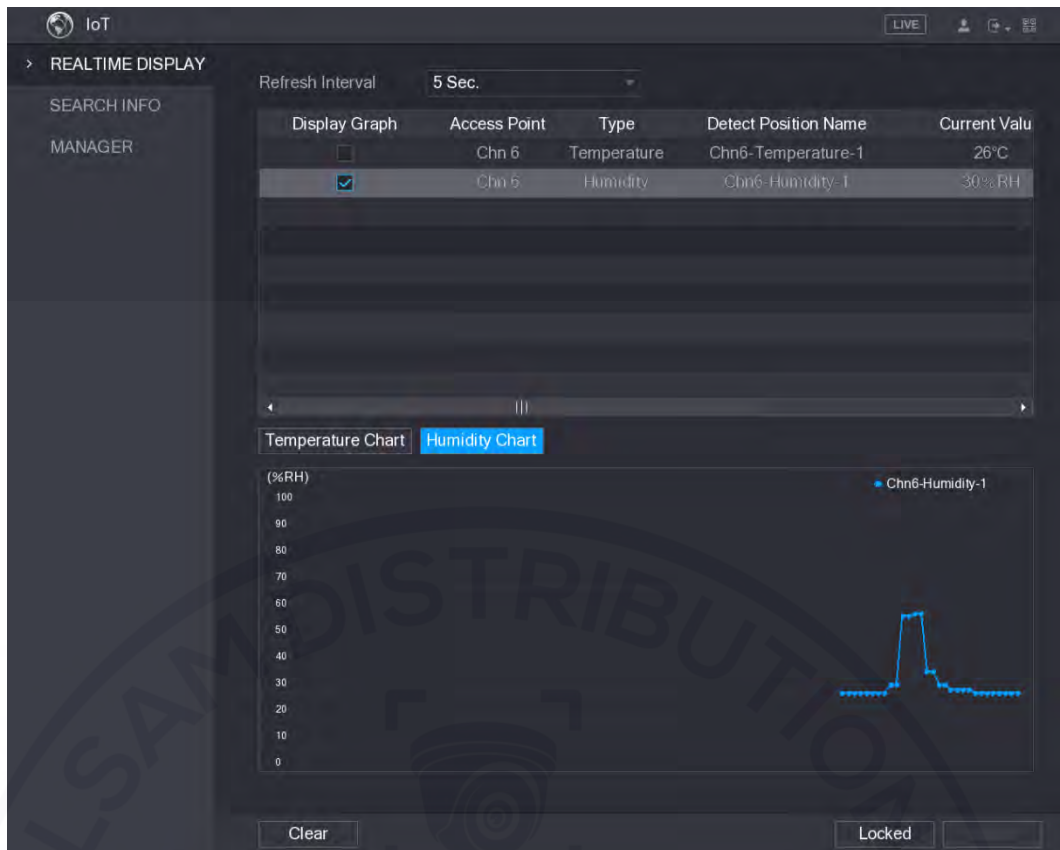 IoT
LIVE
REALTIME DISPLAY
SEARCH INFO
MANAGER
Refresh Interval 5 Sec.
Display Graph Access Point Type Detect Position Name Current Valu
Chn 6 Temperature Chn6-Temperature-1 26°C
Chn 6 Humidity Chn6-Humidity-1 30%RH
Temperature Chart Humidity Chart
(%RH)
Chn6-Humidity-1
100
90
80
70
60
50
40
30
20
10
0
SAMDISTRIBUTION
Clear Locked